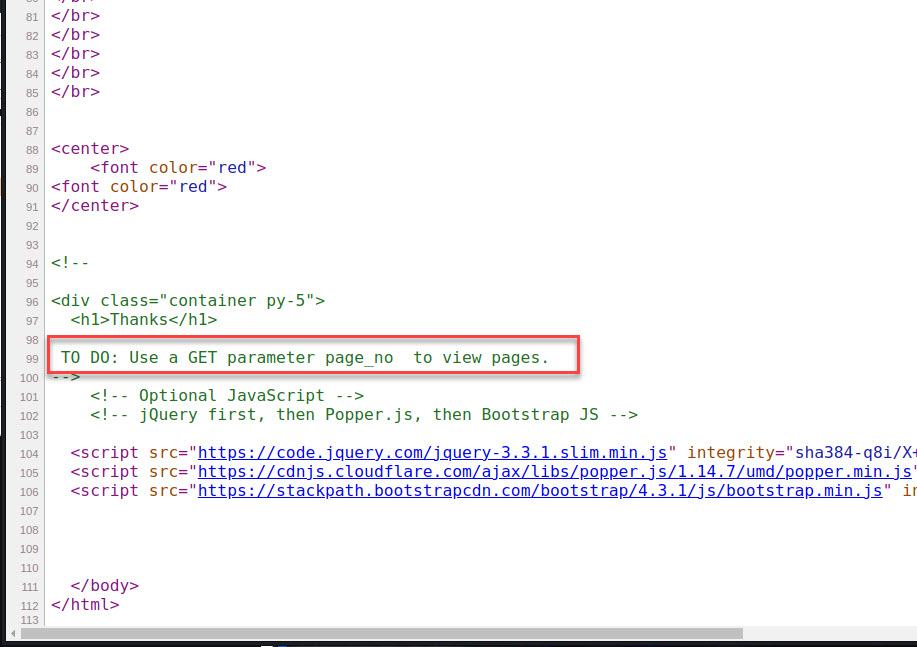 80 </br>
81 </br>
82 </br>
83 </br>
84 </br>
85 </br>
86
87
88 <center>
89 <font color="red">
90 <font color="red">
91 </center>
92
93
94 <!--
95
96 <div class="container py-5">
97 <h1>Thanks</h1>
98
99 TO DO: Use a GET parameter page_no  to view pages.
100 -->
101 <!-- Optional JavaScript -->
102 <!-- jQuery first, then Popper.js, then Bootstrap JS -->
103
104 <script src="https://code.jquery.com/jquery-3.3.1.slim.min.js" integrity="sha384-q8i/X+
105 <script src="https://cdnjs.cloudflare.com/ajax/libs/popper.js/1.14.7/umd/popper.min.js"
106 <script src="https://stackpath.bootstrapcdn.com/bootstrap/4.3.1/js/bootstrap.min.js" in
107
108
109
110
111 </body>
112 </html>
113